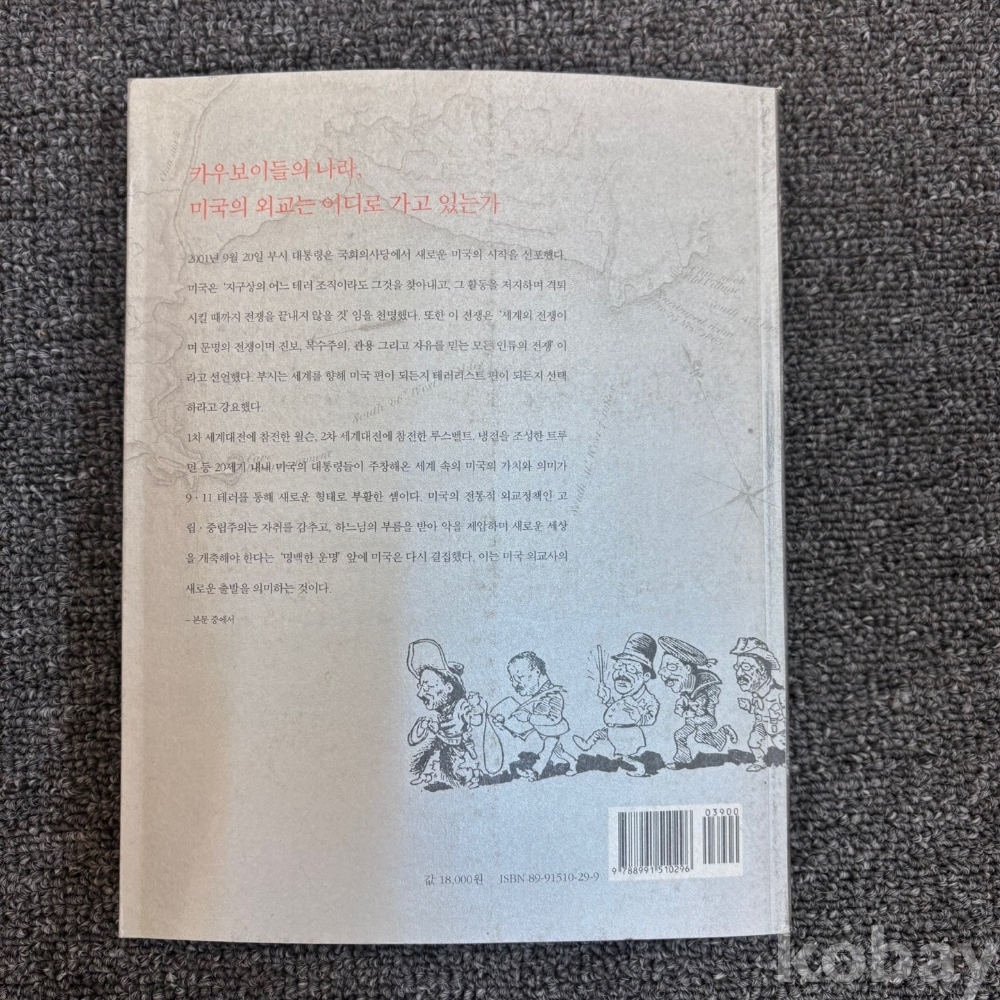 카우보이들의 나라,
미국의 외교는 어디로 가고 있는가
2001년 9월 20일 부시 대통령은 국회의사당에서 새로운 미국의 시작을 선포했다.
미국은 '지구상의 어느 테러 조직이라도 그것을 찾아내고, 그 활동을 저지하며 격퇴
시킬 때까지 전쟁을 끝내지 않을 것' 임을 천명했다. 또한 이 전쟁은 '세계의 전쟁이
며 문명의 전쟁이며 진보, 복수주의, 관용 그리고 자유를 믿는 모든 인류의 전쟁' 이
라고 선언했다. 부시는 세계를 향해 미국 편이 되든지 테러리스트 편이 되든지 선택
하라고 강요했다.
1차 세계대전에 참전한 윌슨, 2차 세계대전에 참전한 루스벨트, 냉전을 조성한 트루
먼 등 20세기 내내 미국의 대통령들이 주창해온 세계 속의 미국의 가치와 의미가
9·11 테러를 통해 새로운 형태로 부활한 셈이다. 미국의 전통적 외교정책인 고
립·중립주의는 자취를 감추고, 하느님의 부름을 받아 악을 제압하며 새로운 세상
을 개축해야 한다는 '명백한 운명' 앞에 미국은 다시 결집했다. 이는 미국 외교사의
새로운 출발을 의미하는 것이다.
– 본문 중에서
03900
9 788991 510296
값 18,000원 ISBN 89-91510-29-9
kobay